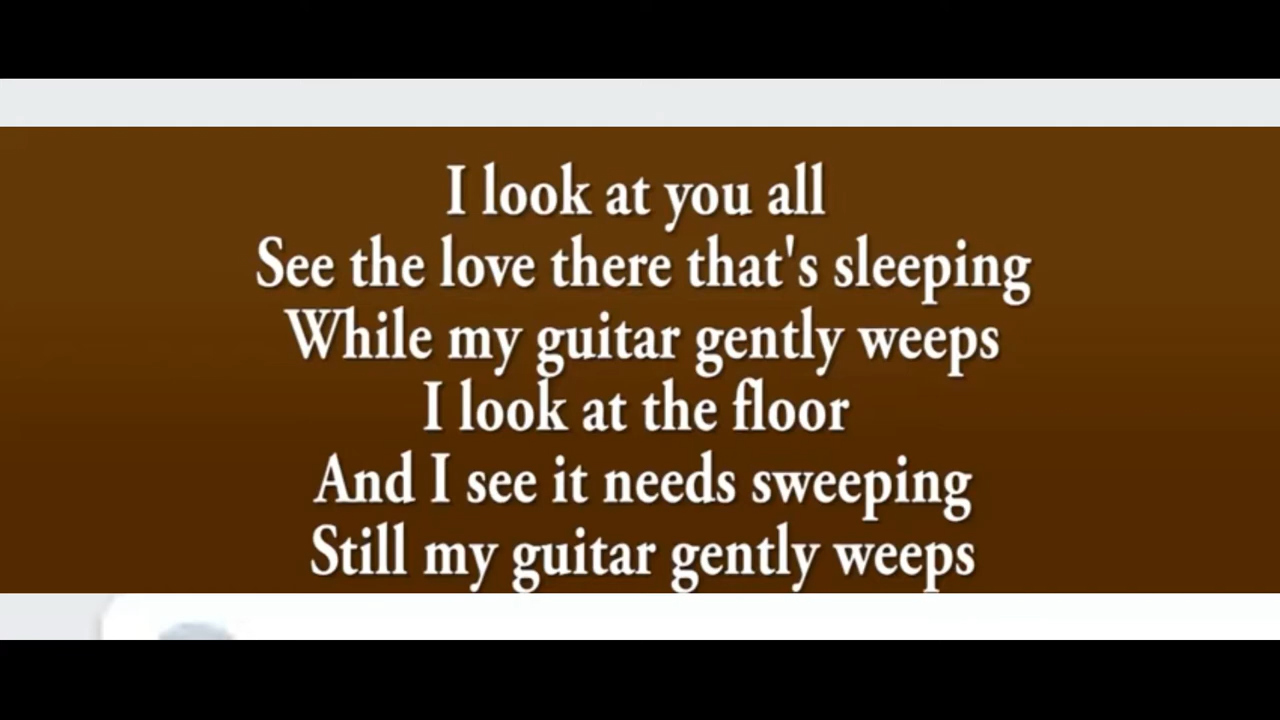 I look at you all
See the love there that's sleeping
While my guitar gently weeps
I look at the floor
And I see it needs sweeping
Still my guitar gently weeps